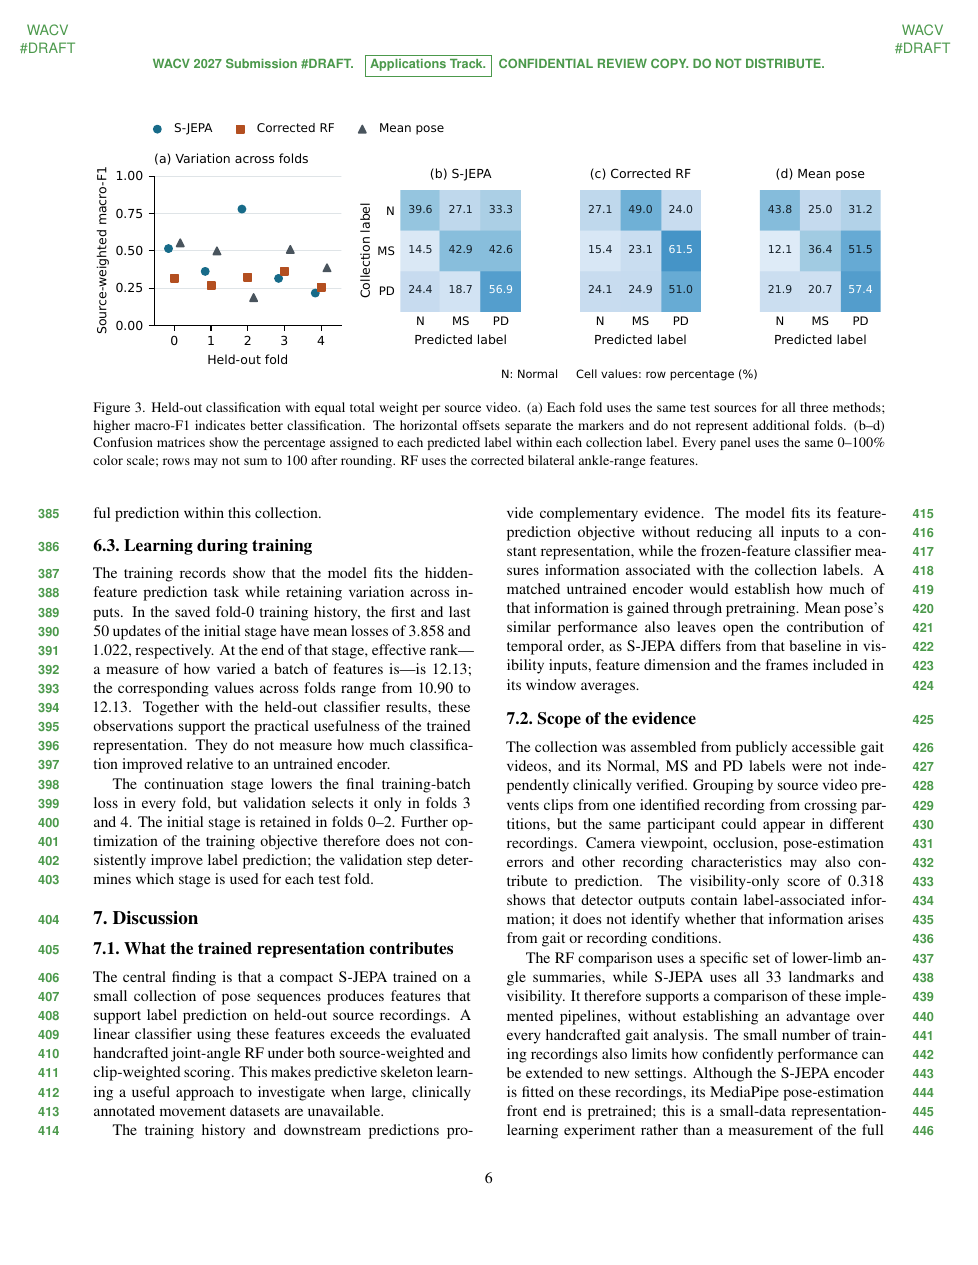 WACV
#DRAFT
WACV
#DRAFT
WACV 2027 Submission #DRAFT. Applications Track. CONFIDENTIAL REVIEW COPY. DO NOT DISTRIBUTE.
S-JEPA Corrected RF Mean pose
(a) Variation across folds
Source-weighted macro-F1
1.00
0.75
0.50
0.25
0.00
0 1 2 3 4
Held-out fold
(b) S-JEPA
Collection label
N 39.6 27.1 33.3
MS 14.5 42.9 42.6
PD 24.4 18.7 56.9
N MS PD
Predicted label
(c) Corrected RF
27.1 49.0 24.0
15.4 23.1 61.5
24.1 24.9 51.0
N MS PD
Predicted label
(d) Mean pose
43.8 25.0 31.2
12.1 36.4 51.5
21.9 20.7 57.4
N MS PD
Predicted label
N: Normal Cell values: row percentage (%)
Figure 3. Held-out classification with equal total weight per source video. (a) Each fold uses the same test sources for all three methods;
higher macro-F1 indicates better classification. The horizontal offsets separate the markers and do not represent additional folds. (b–d)
Confusion matrices show the percentage assigned to each predicted label within each collection label. Every panel uses the same 0–100%
color scale; rows may not sum to 100 after rounding. RF uses the corrected bilateral ankle-range features.
385 ful prediction within this collection.
386 6.3. Learning during training
387 The training records show that the model fits the hidden-
388 feature prediction task while retaining variation across in-
389 puts. In the saved fold-0 training history, the first and last
390 50 updates of the initial stage have mean losses of 3.858 and
391 1.022, respectively. At the end of that stage, effective rank—
392 a measure of how varied a batch of features is—is 12.13;
393 the corresponding values across folds range from 10.90 to
394 12.13. Together with the held-out classifier results, these
395 observations support the practical usefulness of the trained
396 representation. They do not measure how much classifica-
397 tion improved relative to an untrained encoder.
398 The continuation stage lowers the final training-batch
399 loss in every fold, but validation selects it only in folds 3
400 and 4. The initial stage is retained in folds 0–2. Further op-
401 timization of the training objective therefore does not con-
402 sistently improve label prediction; the validation step deter-
403 mines which stage is used for each test fold.
404 7. Discussion
405 7.1. What the trained representation contributes
406 The central finding is that a compact S-JEPA trained on a
407 small collection of pose sequences produces features that
408 support label prediction on held-out source recordings. A
409 linear classifier using these features exceeds the evaluated
410 handcrafted joint-angle RF under both source-weighted and
411 clip-weighted scoring. This makes predictive skeleton learn-
412 ing a useful approach to investigate when large, clinically
413 annotated movement datasets are unavailable.
414 The training history and downstream predictions pro-
vide complementary evidence. The model fits its feature- 415
prediction objective without reducing all inputs to a con- 416
stant representation, while the frozen-feature classifier mea- 417
sures information associated with the collection labels. A 418
matched untrained encoder would establish how much of 419
that information is gained through pretraining. Mean pose's 420
similar performance also leaves open the contribution of 421
temporal order, as S-JEPA differs from that baseline in vis- 422
ibility inputs, feature dimension and the frames included in 423
its window averages. 424
7.2. Scope of the evidence 425
The collection was assembled from publicly accessible gait 426
videos, and its Normal, MS and PD labels were not inde- 427
pendently clinically verified. Grouping by source video pre- 428
vents clips from one identified recording from crossing par- 429
titions, but the same participant could appear in different 430
recordings. Camera viewpoint, occlusion, pose-estimation 431
errors and other recording characteristics may also con- 432
tribute to prediction. The visibility-only score of 0.318 433
shows that detector outputs contain label-associated infor- 434
mation; it does not identify whether that information arises 435
from gait or recording conditions. 436
The RF comparison uses a specific set of lower-limb an- 437
gle summaries, while S-JEPA uses all 33 landmarks and 438
visibility. It therefore supports a comparison of these imple- 439
mented pipelines, without establishing an advantage over 440
every handcrafted gait analysis. The small number of train- 441
ing recordings also limits how confidently performance can 442
be extended to new settings. Although the S-JEPA encoder 443
is fitted on these recordings, its MediaPipe pose-estimation 444
front end is pretrained; this is a small-data representation- 445
learning experiment rather than a measurement of the full 446
6